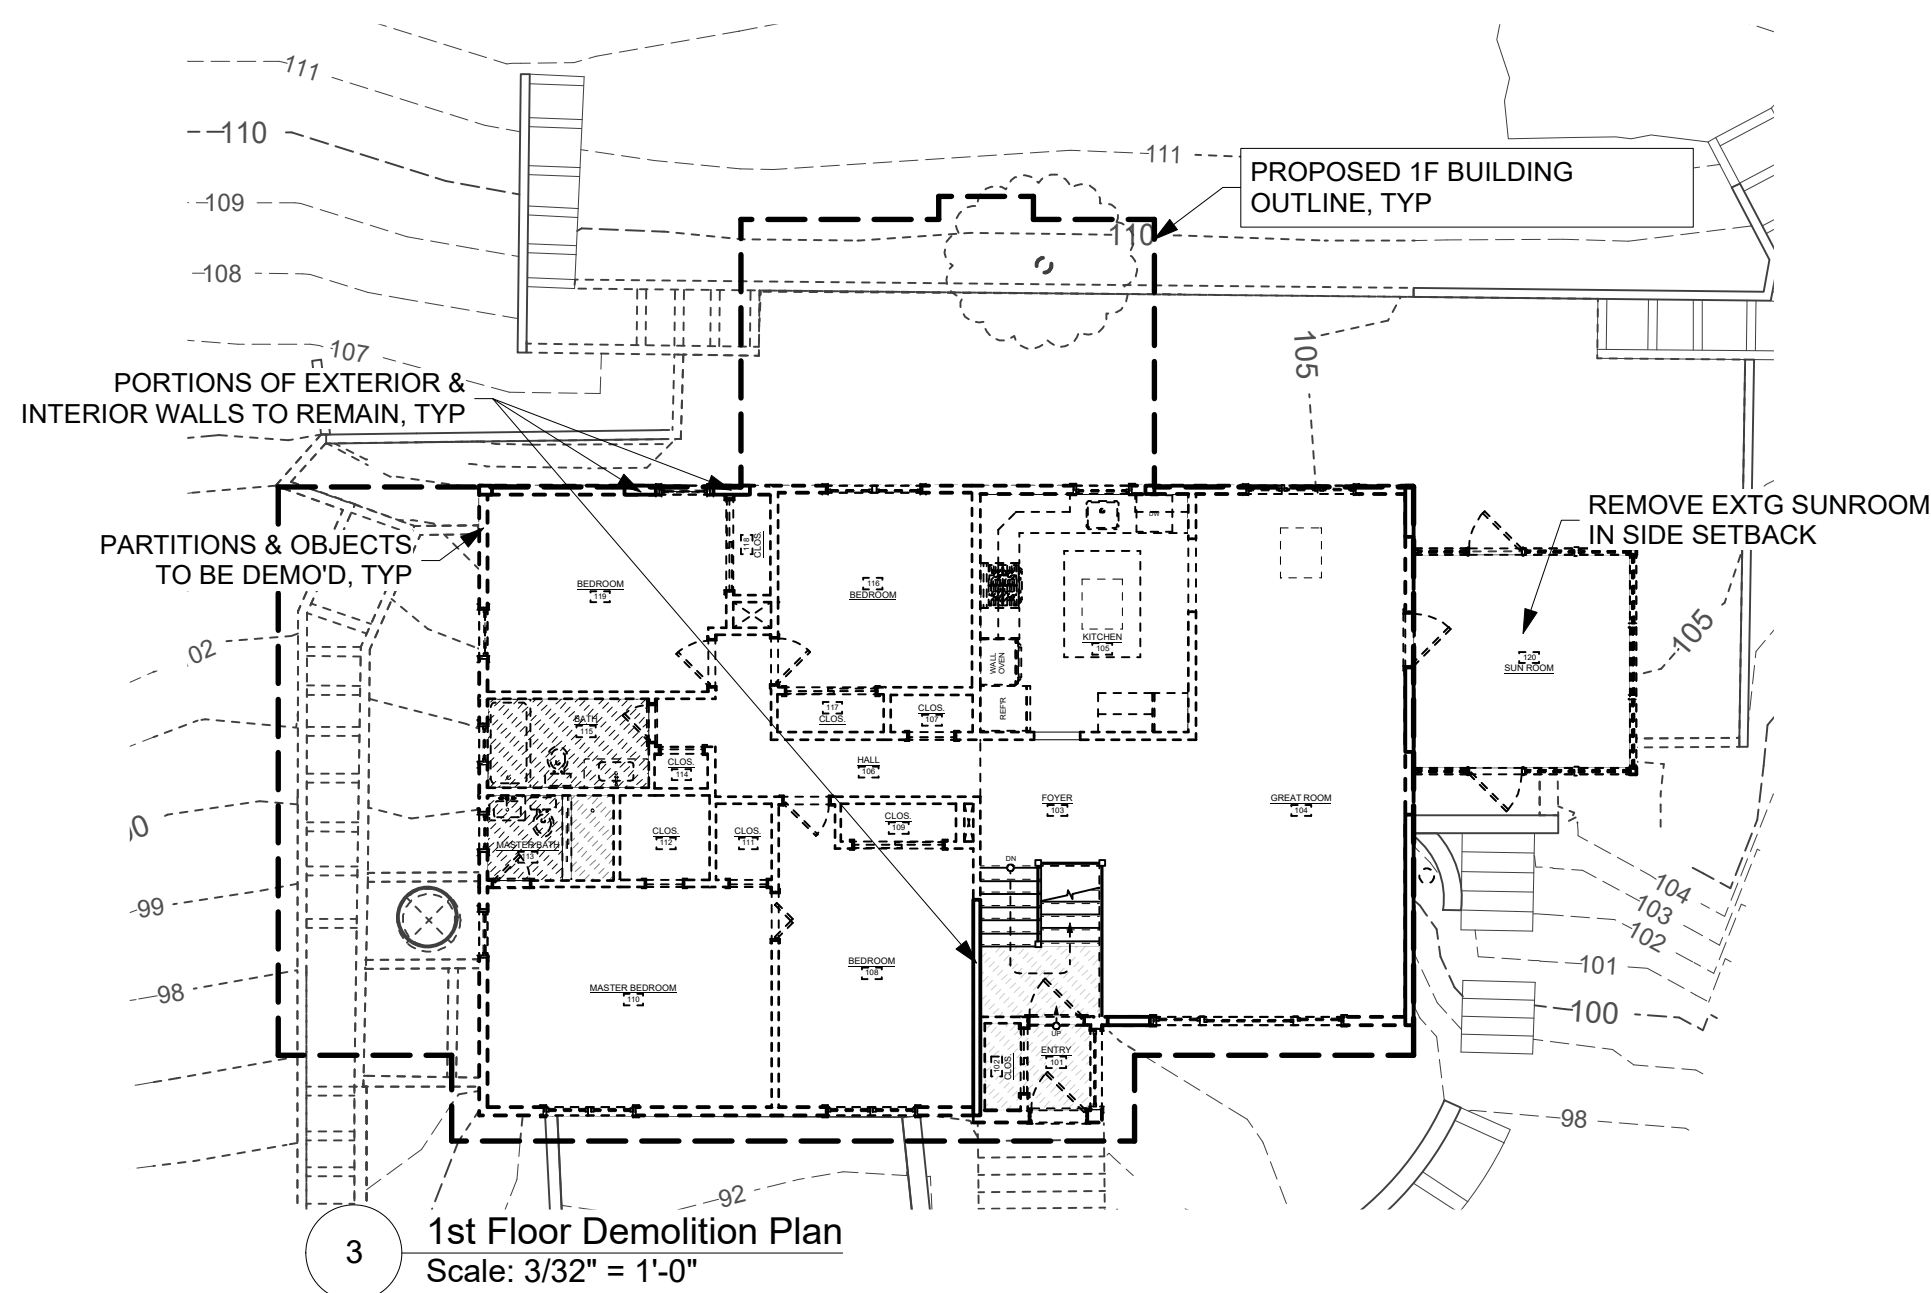 111
110
109
108
107
111
110
PROPOSED 1F BUILDING
OUTLINE, TYP
105
PORTIONS OF EXTERIOR &
INTERIOR WALLS TO REMAIN, TYP
REMOVE EXTG SUNROOM
IN SIDE SETBACK
PARTITIONS & OBJECTS
TO BE DEMO'D, TYP
DW
118
CLOS.
BEDROOM
119
116
BEDROOM
KITCHEN
105
WALL
OVEN
REF'R
120
SUN ROOM
105
02
BATH
115
117
CLOS.
CLOS.
107
CLOS.
114
HALL
106
FOYER
103
GREAT ROOM
104
CLOS.
109
CLOS.
112
CLOS.
111
MASTER BATH
DN
104
103
102
101
100
99
98
BEDROOM
108
MASTER BEDROOM
110
UP
ENTRY
101
102
CLOS.
98
92
3
1st Floor Demolition Plan
Scale: 3/32" = 1'-0"